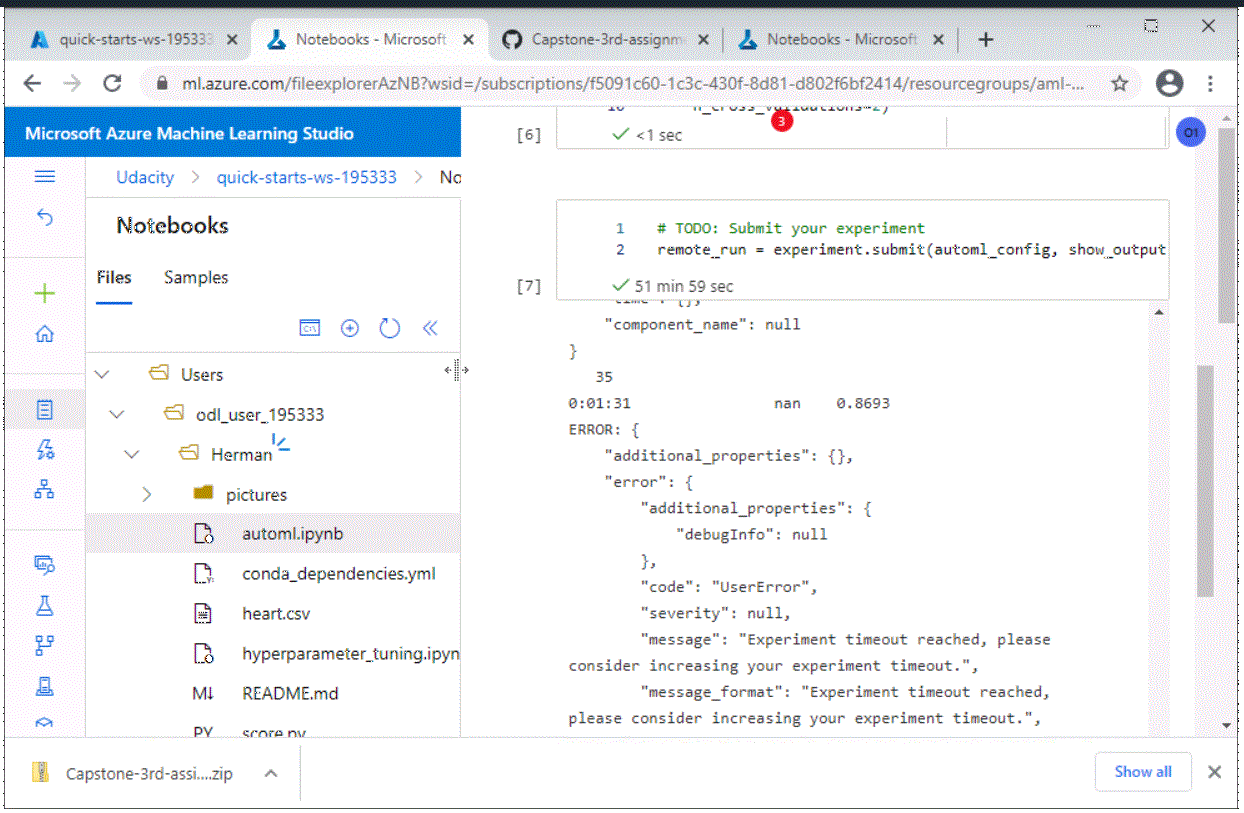 quick-starts-ws-195333
Notebooks - Microsoft
Capstone-3rd-assignme
Notebooks - Microsoft
ml.azure.com/fileexplorerAzNB?wsid=/subscriptions/f5091c60-1c3c-430f-8d81-d802f6bf2414/resourcegroups/aml-...
Microsoft Azure Machine Learning Studio
Udacity > quick-starts-ws-195333 > No
Notebooks
Files Samples
Users
odl_user_195333
Herman
pictures
automl.ipynb
conda_dependencies.yml
heart.csv
hyperparameter_tuning.ipyn
M↓ README.md
PY score.py
10 n_cross_validations=2)
3
O1
[6] <1 sec
1 # TODO: Submit your experiment
2 remote_run = experiment.submit(automl_config, show_output
[7] 51 min 59 sec
"time": {},
"component_name": null
}
35
0:01:31 nan 0.8693
ERROR: {
"additional_properties": {},
"error": {
"additional_properties": {
"debugInfo": null
},
"code": "UserError",
"severity": null,
"message": "Experiment timeout reached, please
consider increasing your experiment timeout.",
"message_format": "Experiment timeout reached,
please consider increasing your experiment timeout.",
Capstone-3rd-assi....zip
Show all